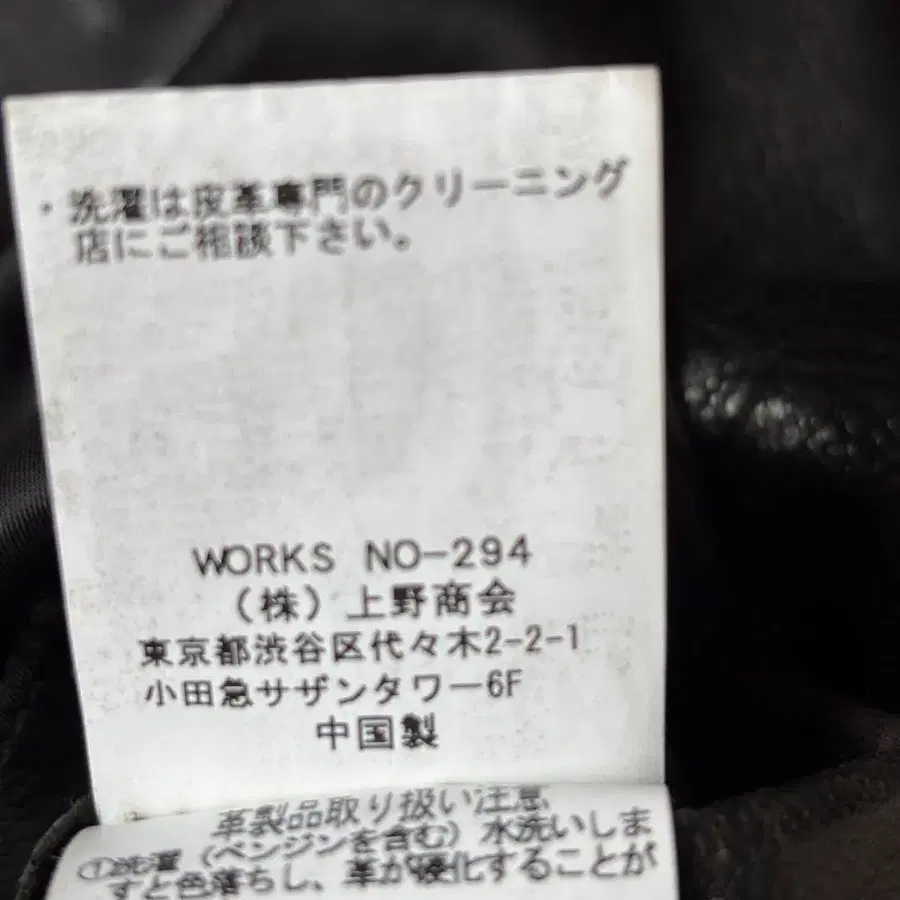 ・洗濯は皮革専門のクリーニング
店にご相談下さい。
WORKS NO-294
(株)上野商会
東京都渋谷区代々木2-2-1
小田急サザンタワー6F
中国製
革製品取り扱い注意
①洗濯(ベンジンを含む)水洗いしま
すと色落ちし、革が硬化することが